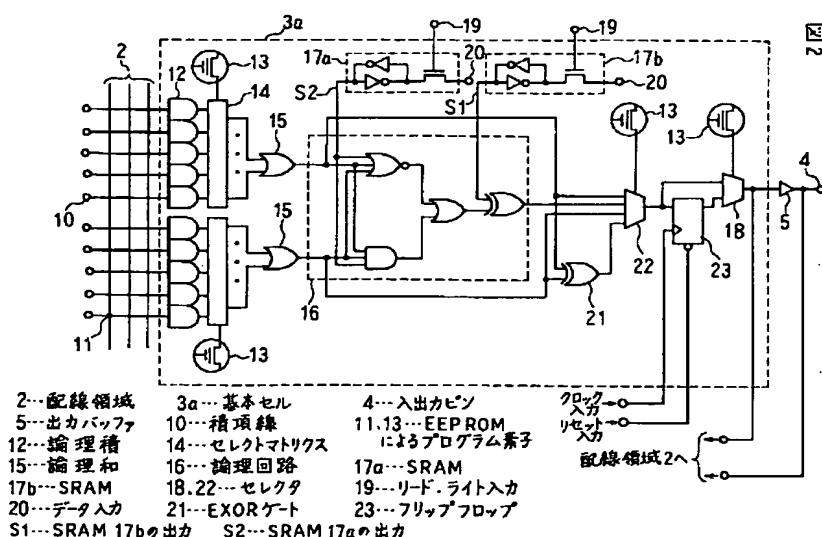 図2
3a
19
19
2
12
13
17a
20
17b
20
14
S2
S1
13
13
15
4
10
15
18
5
22
23
16
21
11
13
クロック
入力
リセット
入力
配線領域2へ
2…配線領域 3a…基本セル 4…入出力ピン
5…出力バッファ 10…積項線 11,13…EEPROM
によるプログラム素子
12…論理積 14…セレクトマトリクス
15…論理和 16…論理回路 17a…SRAM
17b…SRAM 18.22…セレクタ 19…リード.ライト入力
20…データ入力 21…EXORゲート 23…フリップフロップ
S1…SRAM 17bの出力 S2…SRAM 17aの出力